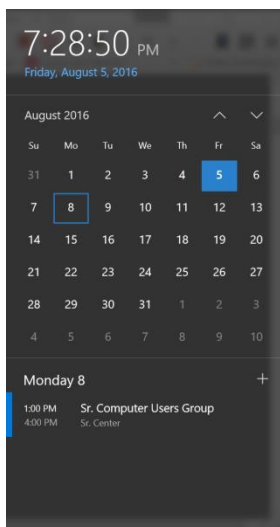 7:28:50 PM
Friday, August 5, 2016
August 2016
Su Mo Tu We Th Fr Sa
31 1 2 3 4 5 6
7 8 9 10 11 12 13
14 15 16 17 18 19 20
21 22 23 24 25 26 27
28 29 30 31 1 2 3
4 5 6 7 8 9 10
Monday 8 +
1:00 PM Sr. Computer Users Group
4:00 PM Sr. Center